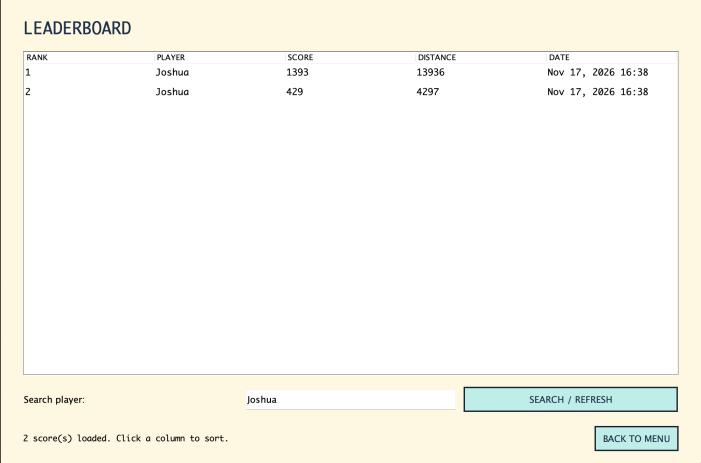 LEADERBOARD
RANK PLAYER SCORE DISTANCE DATE
1 Joshua 1393 13936 Nov 17, 2026 16:38
2 Joshua 429 4297 Nov 17, 2026 16:38
Search player: Joshua SEARCH / REFRESH
2 score(s) loaded. Click a column to sort. BACK TO MENU